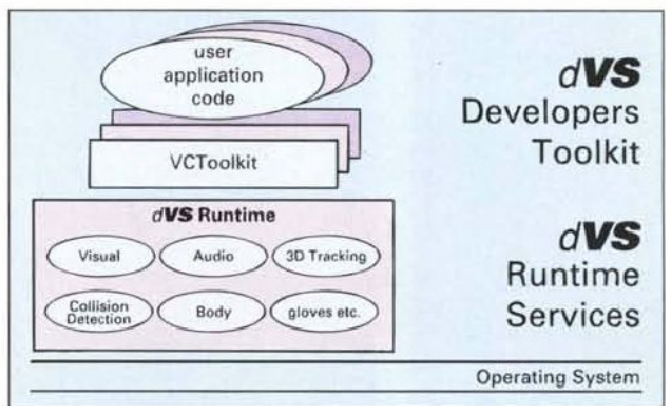 user
application
code
VCToolkit
dVS
Developers
Toolkit
dVS Runtime
Visual
Audio
3D Tracking
Collision
Detection
Body
gloves etc.
dVS
Runtime
Services
Operating System